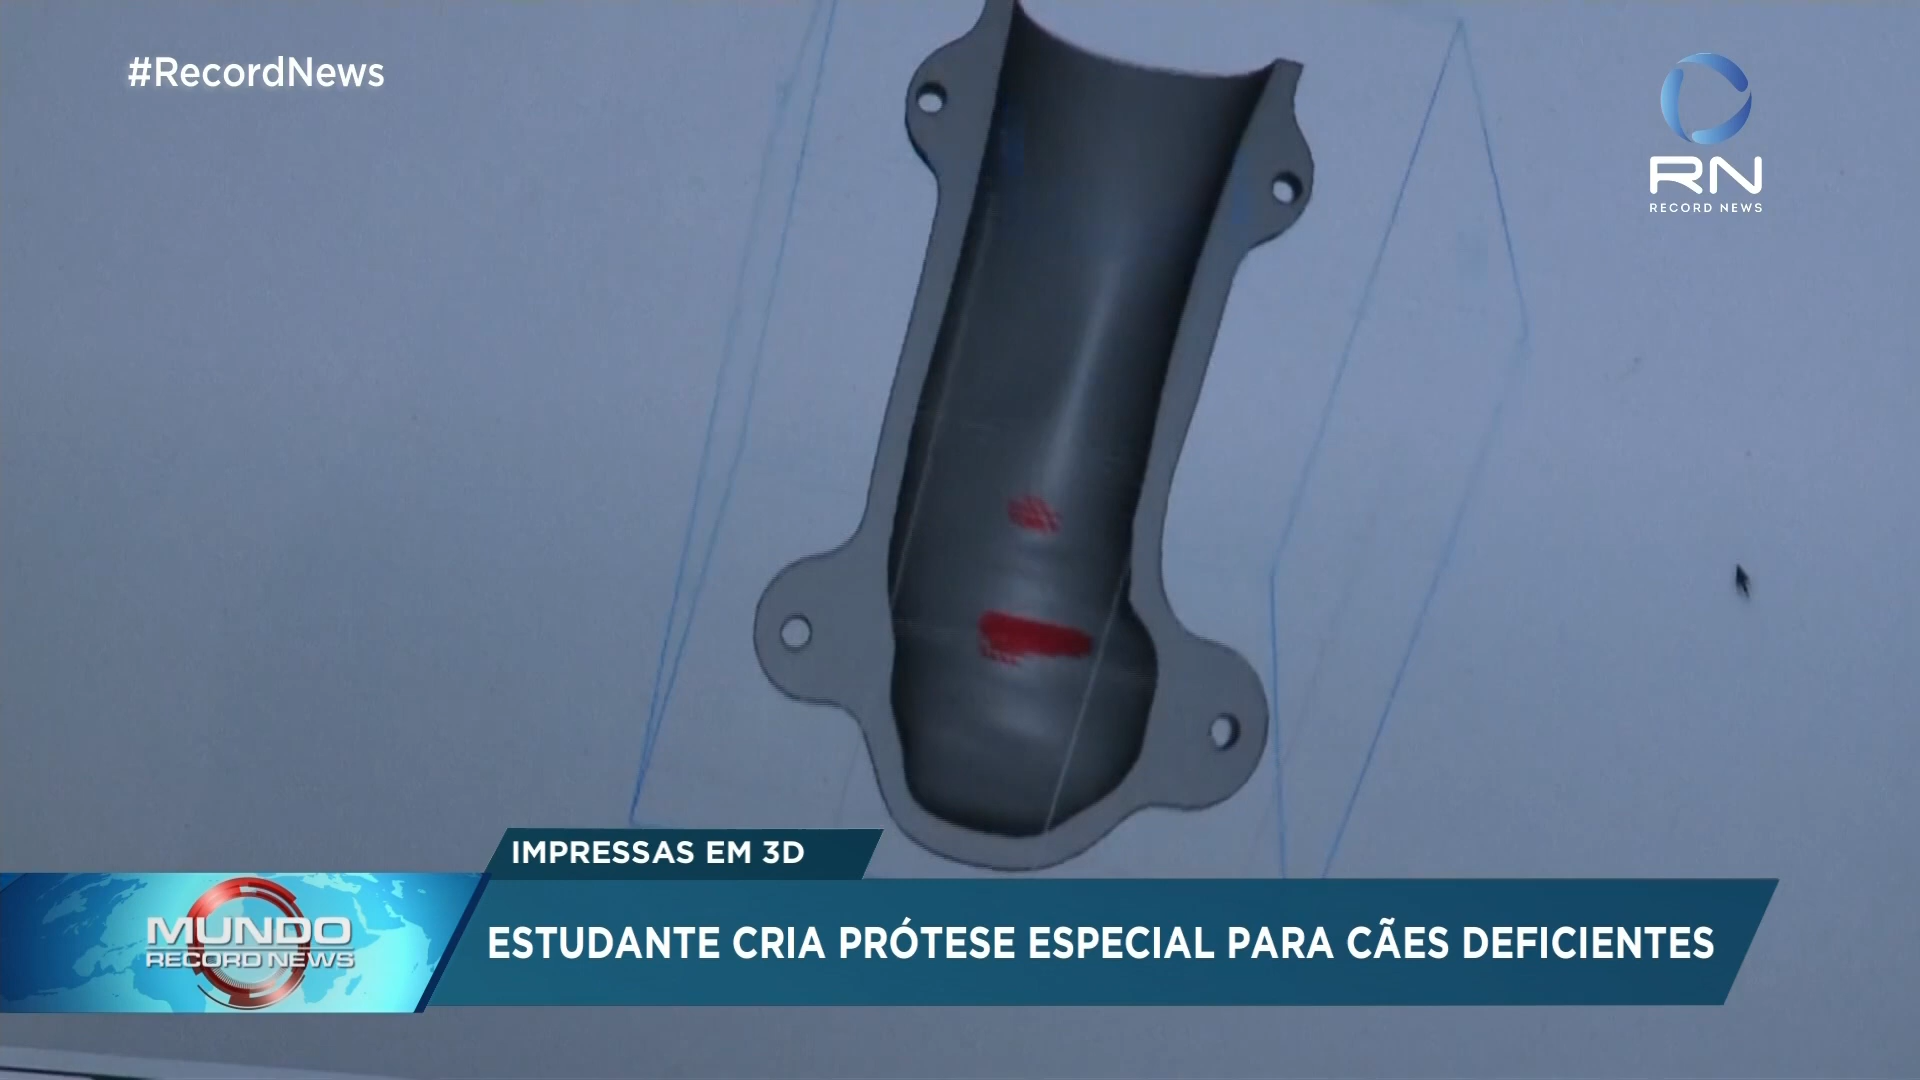 #RecordNews
RN
RECORD NEWS
IMPRESSAS EM 3D
MUNDO
RECORD NEWS
ESTUDANTE CRIA PRÓTESE ESPECIAL PARA CÃES DEFICIENTES